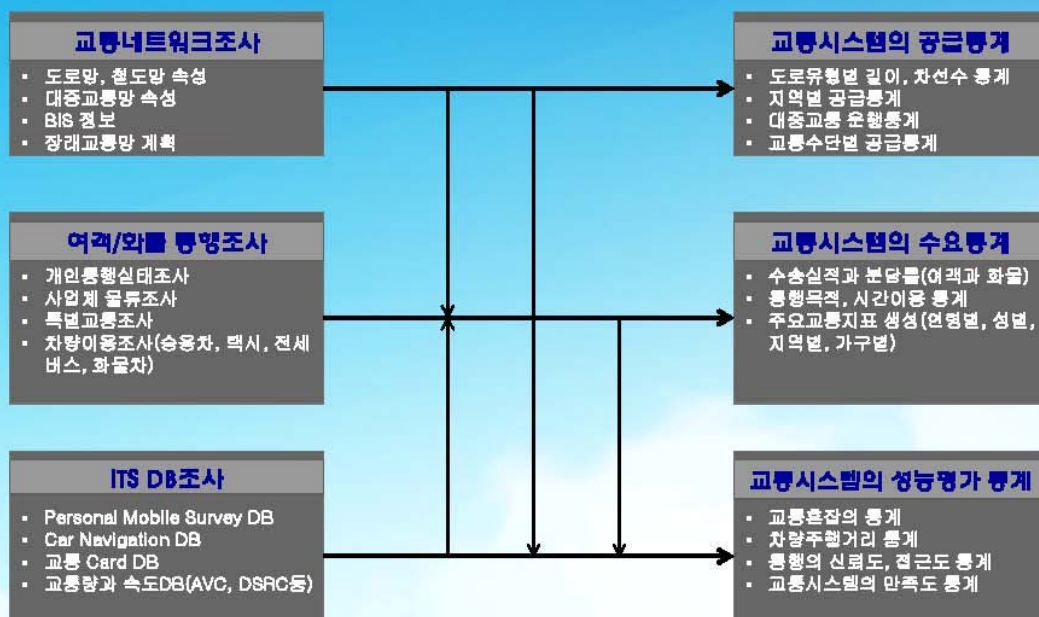 교통네트워크조사
▪ 도로망, 철도망 속성
▪ 대중교통망 속성
▪ BIS 정보
▪ 장래교통망 계획
교통시스템의 공급통계
▪ 도로유형별 길이, 차선수 통계
▪ 지역별 공급통계
▪ 대중교통 운행통계
▪ 교통수단별 공급통계
여객/화물 통행조사
▪ 개인통행실태조사
▪ 사업체 물류조사
▪ 특별교통조사
▪ 차량이용조사(승용차, 택시, 전세
버스, 화물차)
교통시스템의 수요통계
▪ 수송실적과 분담률(여객과 화물)
▪ 통행목적, 시간이용 통계
▪ 주요교통지표 생성(연령별, 성별,
지역별, 가구별)
ITS DB조사
▪ Personal Mobile Survey DB
▪ Car Navigation DB
▪ 교통 Card DB
▪ 교통량과 속도DB(AVC, DSRC등)
교통시스템의 성능평가 통계
▪ 교통혼잡의 통계
▪ 차량주행거리 통계
▪ 통행의 신뢰도, 접근도 통계
▪ 교통시스템의 만족도 통계